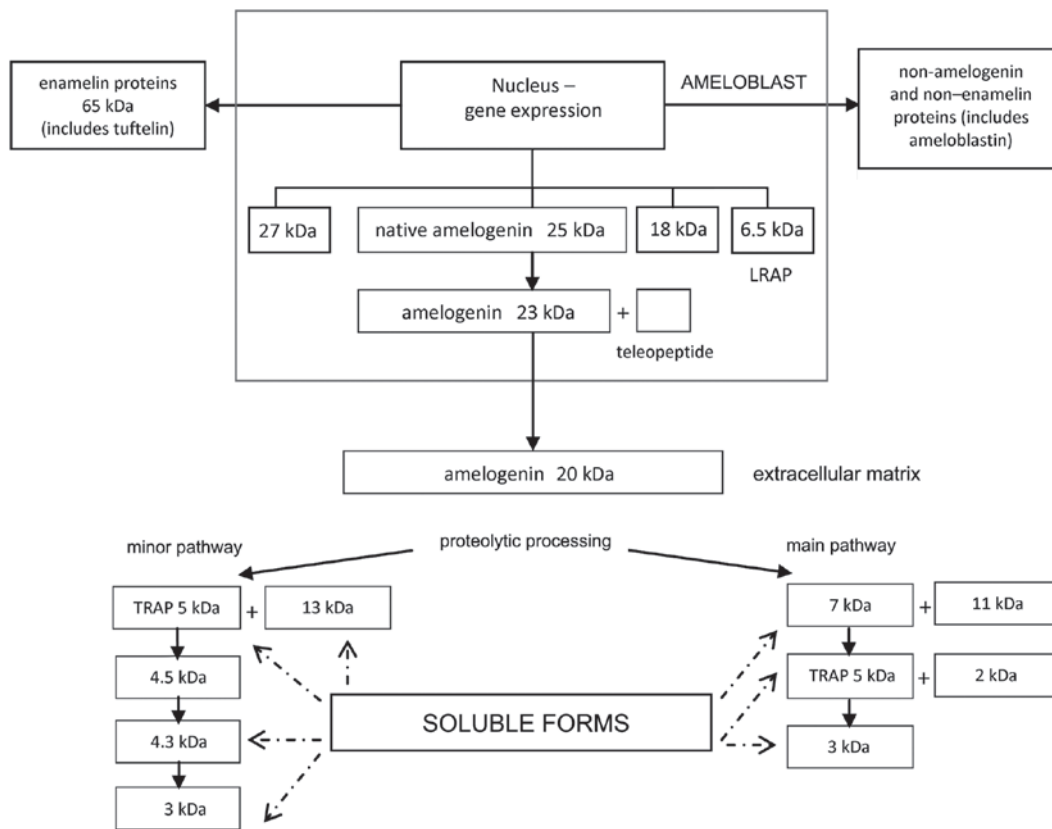 enamelin proteins
65 kDa
(includes tuftelin)
Nucleus –
gene expression
AMELOBLAST
non-amelogenin
and non–enamelin
proteins (includes
ameloblastin)
27 kDa
native amelogenin 25 kDa
18 kDa
6.5 kDa
LRAP
amelogenin 23 kDa
+
teleopeptide
amelogenin 20 kDa
extracellular matrix
minor pathway
proteolytic processing
main pathway
TRAP 5 kDa
+
13 kDa
7 kDa
+
11 kDa
4.5 kDa
TRAP 5 kDa
+
2 kDa
SOLUBLE FORMS
4.3 kDa
3 kDa
3 kDa